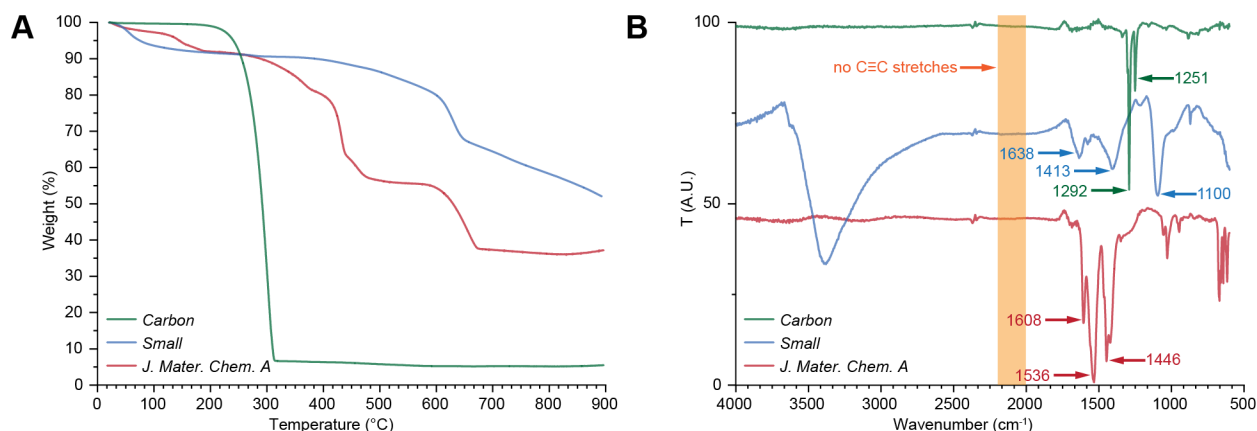 A
100
90
80
70
60
50
40
30
20
10
0
Weight (%)
Carbon
Small
J. Mater. Chem. A
0 100 200 300 400 500 600 700 800 900
Temperature (°C)
B
100
50
0
T (A.U.)
no C≡C stretches
1251
1638
1413
1292
1100
1608
1446
1536
Carbon
Small
J. Mater. Chem. A
4000 3500 3000 2500 2000 1500 1000 500
Wavenumber (cm⁻¹)